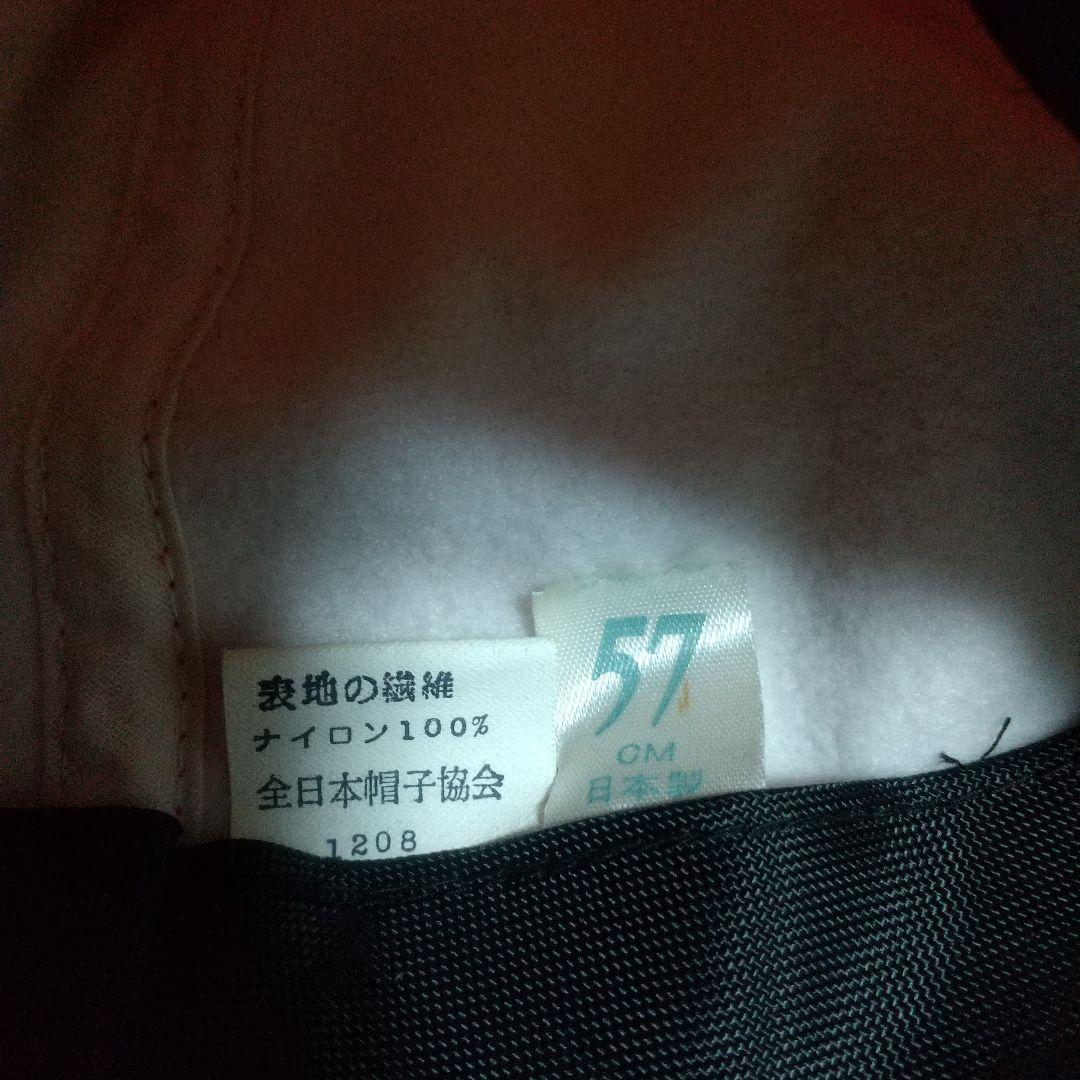 表地の繊維
ナイロン100%
全日本帽子協会
1208
57
CM
日本製